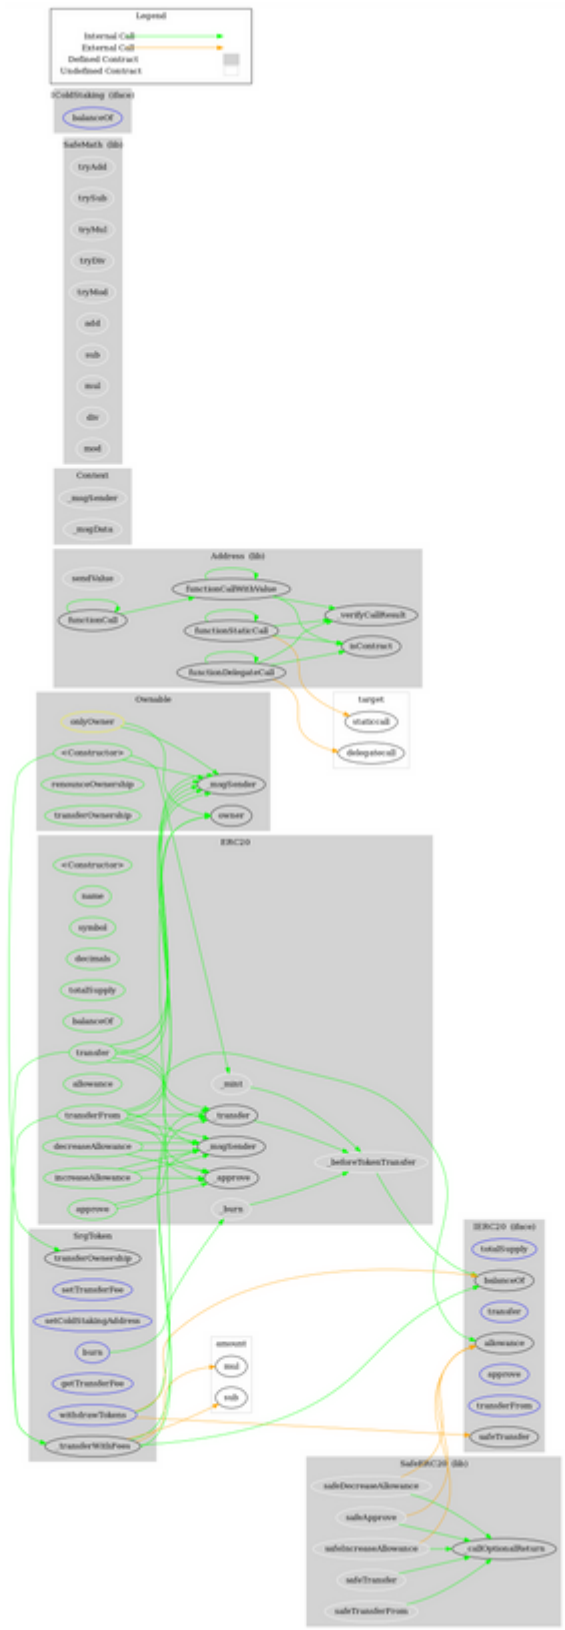 Legend
Internal Call
External Call
Defined Contract
Undefined Contract
IColdStaking (iface)
balanceOf
SafeMath (lib)
tryAdd
trySub
tryMul
tryDiv
tryMod
add
sub
mul
div
mod
Context
_msgSender
_msgData
Address (lib)
sendValue
functionCall
functionCallWithValue
functionStaticCall
functionDelegateCall
verifyCallResult
isContract
target
staticcall
delegatecall
Ownable
onlyOwner
<Constructor>
renounceOwnership
transferOwnership
_msgSender
owner
ERC20
<Constructor>
name
symbol
decimals
totalSupply
balanceOf
transfer
allowance
transferFrom
decreaseAllowance
increaseAllowance
approve
_mint
_transfer
_msgSender
_approve
_burn
_beforeTokenTransfer
SrgToken
transferOwnership
setTransferFee
setColdStakingAddress
burn
getTransferFee
withdrawTokens
_transferWithFees
amount
mul
sub
IERC20 (iface)
totalSupply
balanceOf
transfer
allowance
approve
transferFrom
safeTransfer
SafeERC20 (lib)
safeDecreaseAllowance
safeApprove
safeIncreaseAllowance
safeTransfer
safeTransferFrom
callOptionalReturn